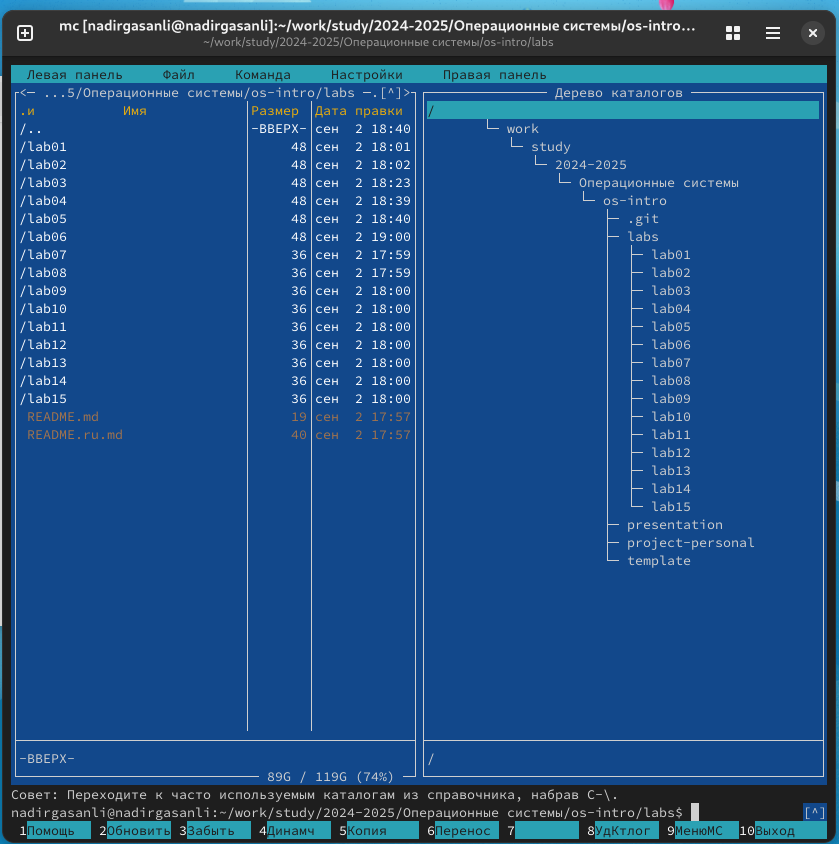 mc [nadirgasanli@nadirgasanli]:~/work/study/2024-2025/Операционные системы/os-intro...
~/work/study/2024-2025/Операционные системы/os-intro/labs
Левая панель Файл Команда Настройки Правая панель
<─ ...5/Операционные системы/os-intro/labs ─.[^]>
.и Имя Размер Дата правки
/.. -ВВЕРХ- сен 2 18:40
/lab01 48 сен 2 18:01
/lab02 48 сен 2 18:02
/lab03 48 сен 2 18:23
/lab04 48 сен 2 18:39
/lab05 48 сен 2 18:40
/lab06 48 сен 2 19:00
/lab07 36 сен 2 17:59
/lab08 36 сен 2 17:59
/lab09 36 сен 2 18:00
/lab10 36 сен 2 18:00
/lab11 36 сен 2 18:00
/lab12 36 сен 2 18:00
/lab13 36 сен 2 18:00
/lab14 36 сен 2 18:00
/lab15 36 сен 2 18:00
README.md 19 сен 2 17:57
README.ru.md 40 сен 2 17:57
-ВВЕРХ-
89G / 119G (74%)
Дерево каталогов
/
work
study
2024-2025
Операционные системы
os-intro
.git
labs
lab01
lab02
lab03
lab04
lab05
lab06
lab07
lab08
lab09
lab10
lab11
lab12
lab13
lab14
lab15
presentation
project-personal
template
/
Совет: Переходите к часто используемым каталогам из справочника, набрав C-\.
nadirgasanli@nadirgasanli:~/work/study/2024-2025/Операционные системы/os-intro/labs$ [^]
1Помощь 2Обновить 3Забыть 4Динамч 5Копия 6Перенос 7 8УдКтлог 9МенюМС 10Выход